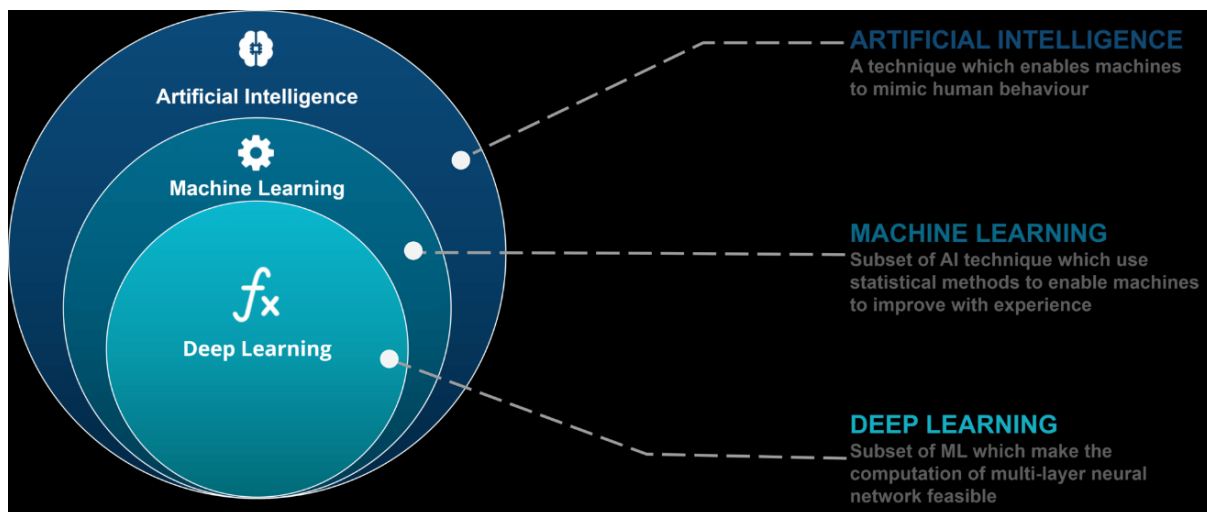 Artificial Intelligence
Machine Learning
fx
Deep Learning
ARTIFICIAL INTELLIGENCE
A technique which enables machines
to mimic human behaviour
MACHINE LEARNING
Subset of AI technique which use
statistical methods to enable machines
to improve with experience
DEEP LEARNING
Subset of ML which make the
computation of multi-layer neural
network feasible